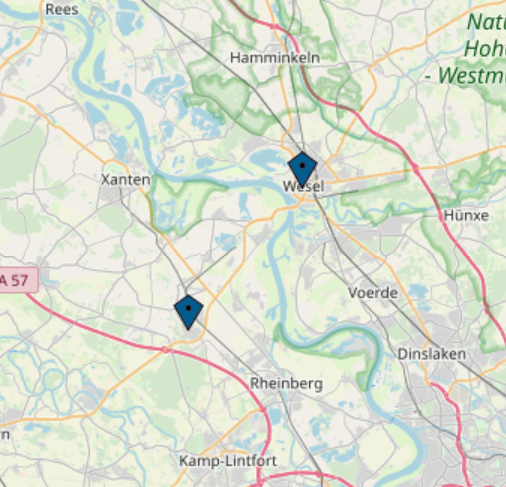 Rees
Natu
Hamminkeln
Hoh
- Westm
Xanten
Wesel
Hünxe
A 57
Voerde
Dinslaken
Rheinberg
n
Kamp-Lintfort